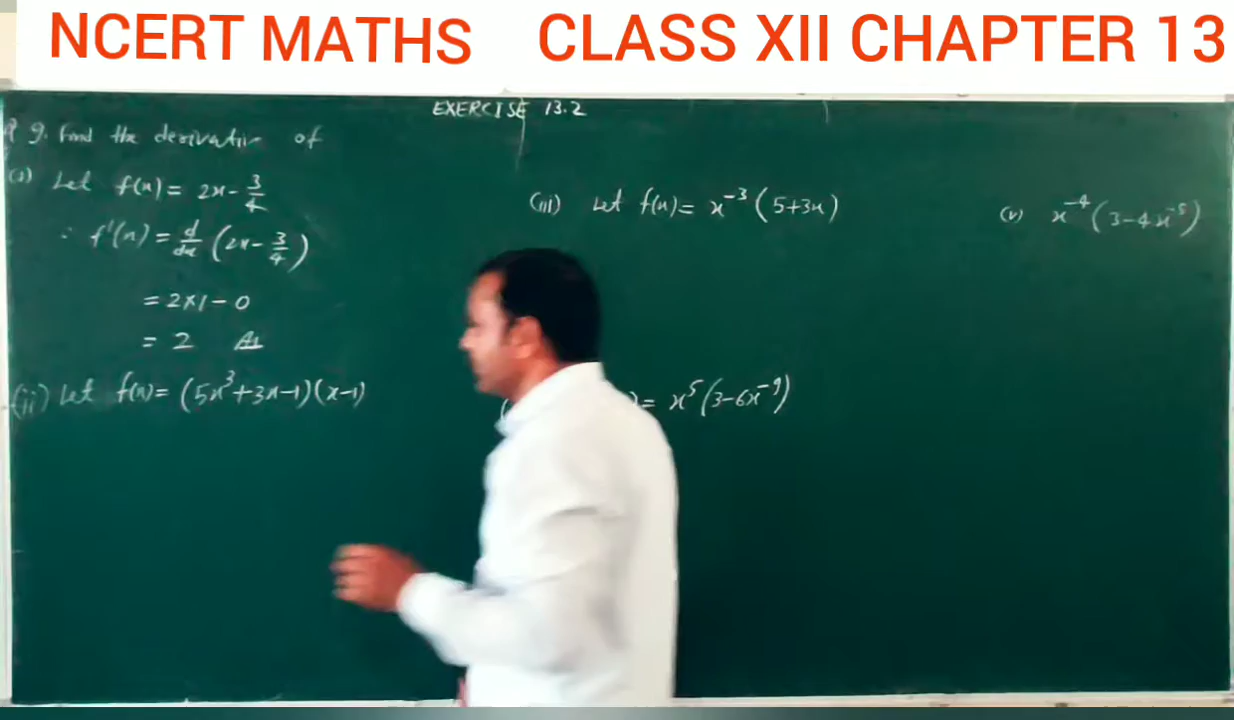 NCERT MATHS CLASS XII CHAPTER 13
EXERCISE 13.2
9. Find the derivative of
Let f(x) = 2x - 3/4
∴ f'(x) = d/dx (2x - 3/4)
= 2×1 - 0
= 2 Ans
(ii) Let f(x) = (5x³+3x-1)(x-1)
(iii) Let f(x) = x⁻³(5+3x)
) = x⁵(3-6x⁻⁹)
(v) x⁻⁴(3-4x⁻⁵)